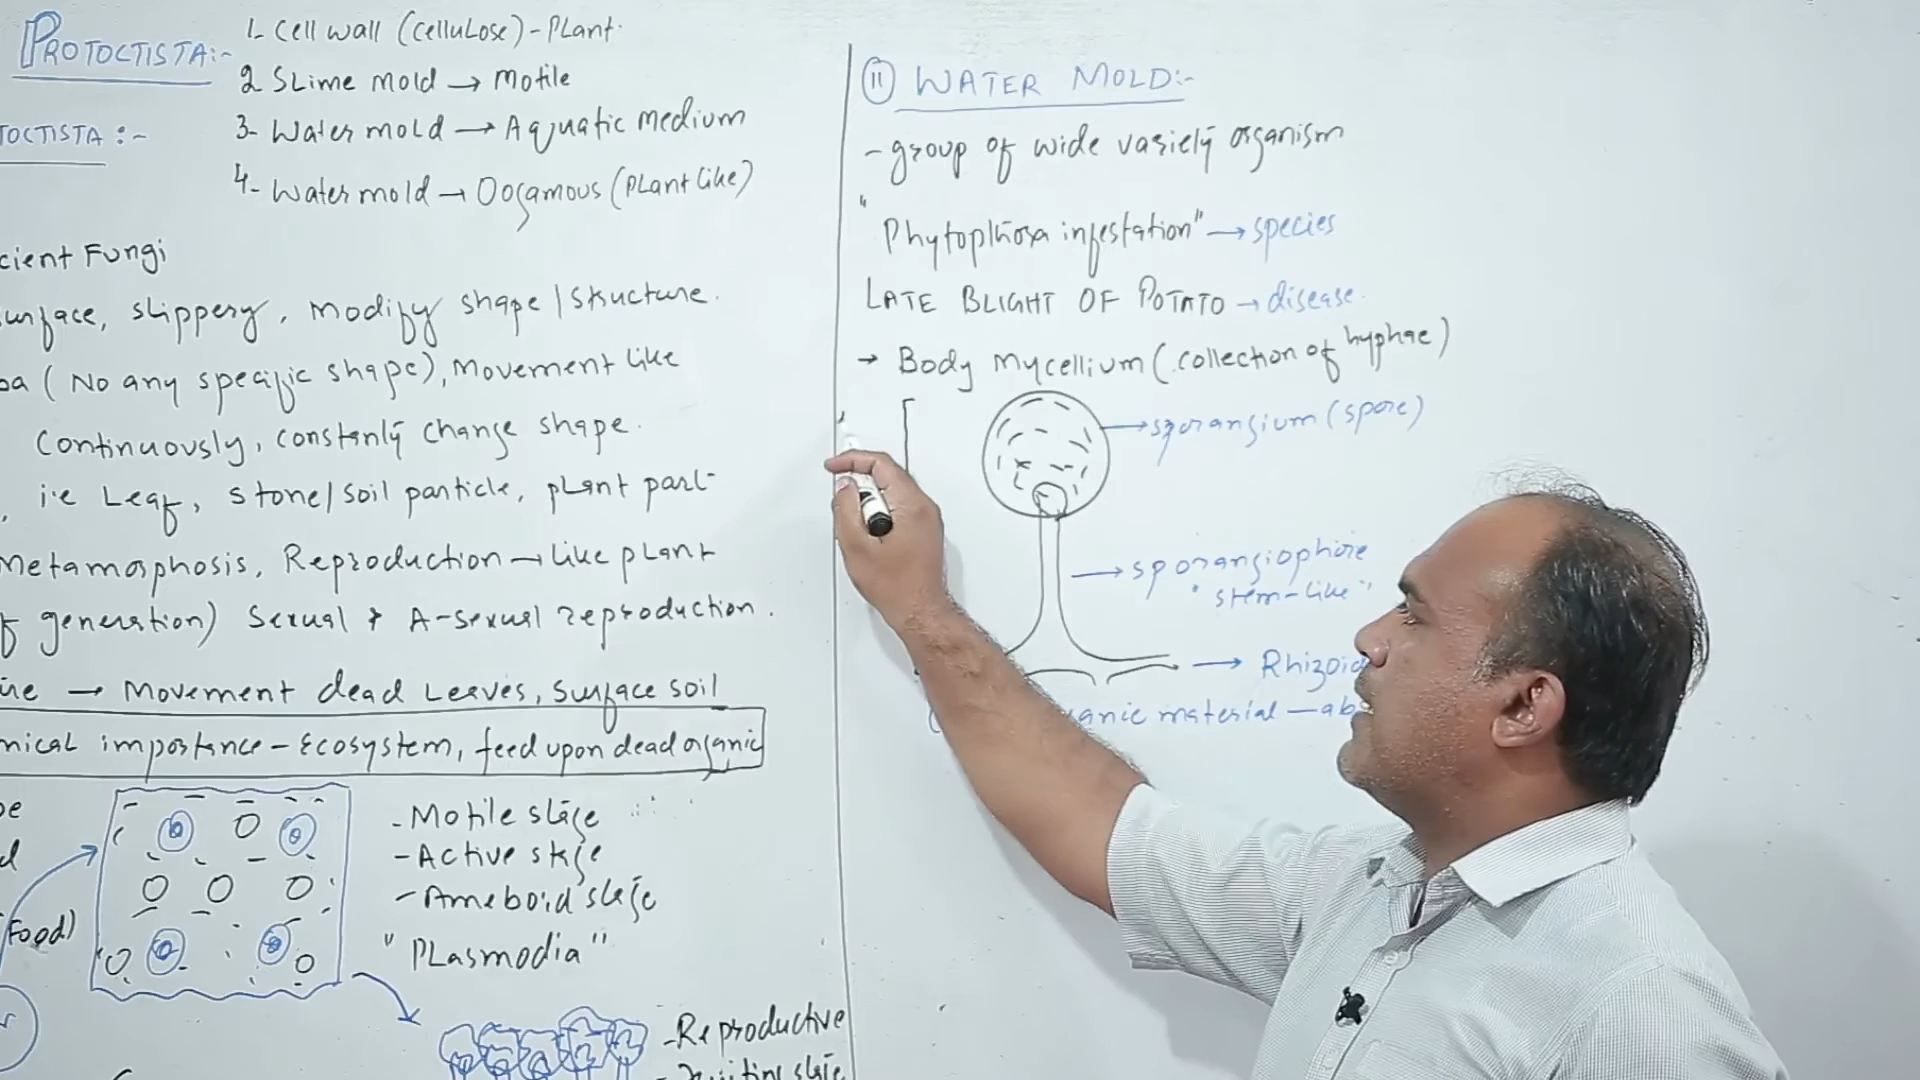 PROTOCTISTA:-
1- Cell wall (Cellulose)-Plant.
2 Slime mold → Motile
3- Water mold → Aquatic medium
4- Water mold → Oogamous (Plant like)
TOCTISTA :-
cient Fungi
urface, slippery, Modify shape / structure.
ba (No any specific shape), Movement like
Continuously, constanly change shape.
i.e Leaf, stone/soil particle, plant part
Metamorphosis, Reproduction → like plant
f generation) Sexual & A-sexual reproduction.
→ Movement dead Leaves, Surface soil
mical importance - Ecosystem, feed upon dead organic
Food)
- Motile stage
- Active stage
- Ameboid stage
" Plasmodia "
- Reproductive
II WATER MOLD:-
- group of wide variety organism
"Phytopthora infestation" → species
LATE BLIGHT OF POTATO → disease.
→ Body Mycellium (collection of hyphae)
→ sporangium (spore)
→ sporangiophore
"stem-like"
→ Rhizoid
anic material - ab